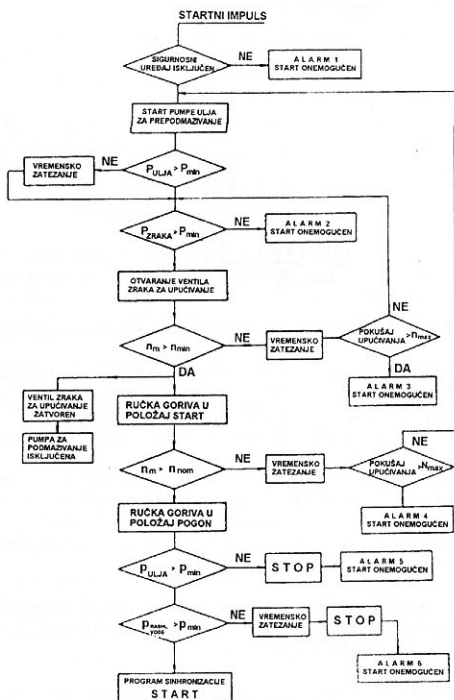 STARTNI IMPULS
SIGURNOSNI
UREĐAJ ISKLJUČEN
NE
ALARM 1
START ONEMOGUĆEN
START PUMPE ULJA
ZA PREPODMAZIVANJE
VREMENSKO
ZATEZANJE
NE
PULJA > Pmin
PZRAKA > Pmin
NE
ALARM 2
START ONEMOGUĆEN
OTVARANJE VENTILA
ZRAKA ZA UPUĆIVANJE
NE
nm > nmin
NE
VREMENSKO
ZATEZANJE
POKUŠAJ
UPUĆIVANJA > nmax
DA
DA
VENTIL ZRAKA
ZA UPUĆIVANJE
ZATVOREN
RUČKA GORIVA U
POLOŽAJ START
ALARM 3
START ONEMOGUĆEN
PUMPA ZA
PODMAZIVANJE
ISKLJUČENA
NE
nm > nnom
NE
VREMENSKO
ZATEZANJE
POKUŠAJ
UPUĆIVANJA > Nmax
RUČKA GORIVA U
POLOŽAJ POGON
ALARM 4
START ONEMOGUĆEN
pULJA > pmin
NE
STOP
ALARM 5
START ONEMOGUĆEN
pRASHL. VODE > pmin
NE
VREMENSKO
ZATEZANJE
STOP
ALARM 6
START ONEMOGUĆEN
PROGRAM SINHRONIZACIJE
START